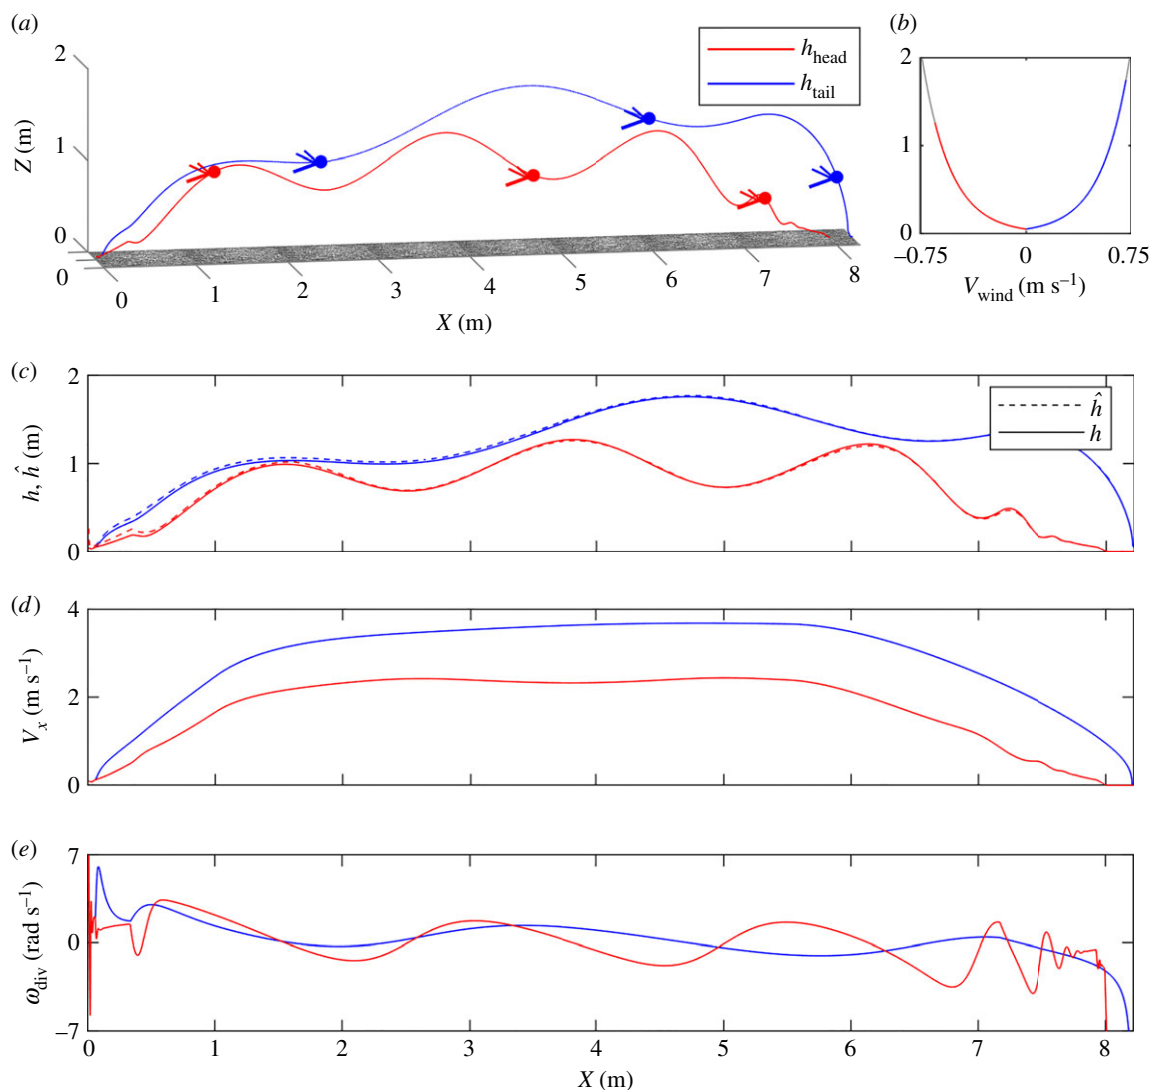 (a)
(b)
2
1
0
Z (m)
h_head
h_tail
0
0
1
2
3
4
5
6
7
8
X (m)
2
1
0
−0.75
0
0.75
V_wind (m s⁻¹)
(c)
2
1
0
h, ĥ (m)
ĥ
h
(d)
4
2
0
V_x (m s⁻¹)
(e)
7
0
−7
ω_div (rad s⁻¹)
0
1
2
3
4
5
6
7
8
X (m)